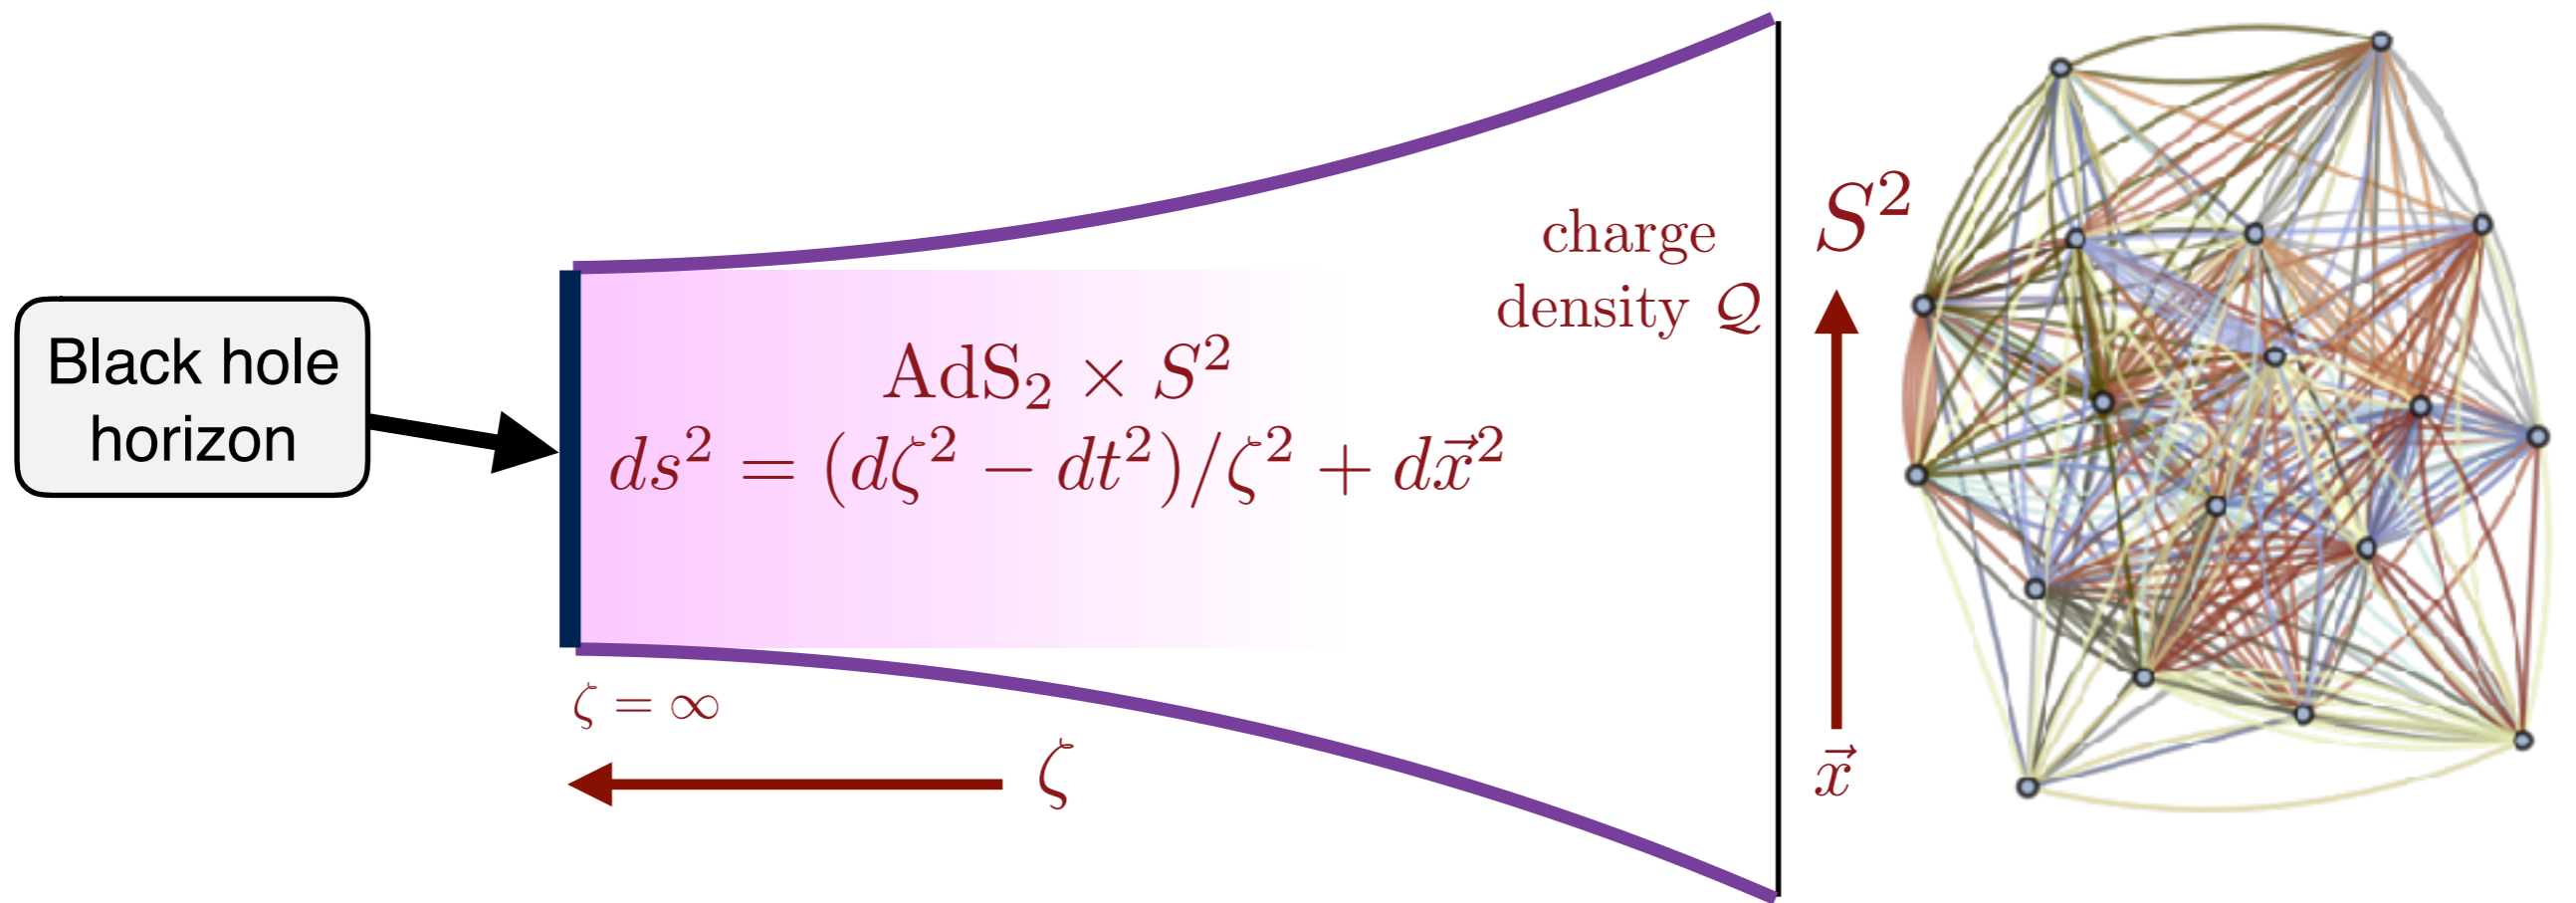 Black hole
horizon
AdS₂ × S²
ds² = (dζ² − dt²)/ζ² + dx⃗²
ζ = ∞
ζ
charge
density 𝒬
S²
x⃗